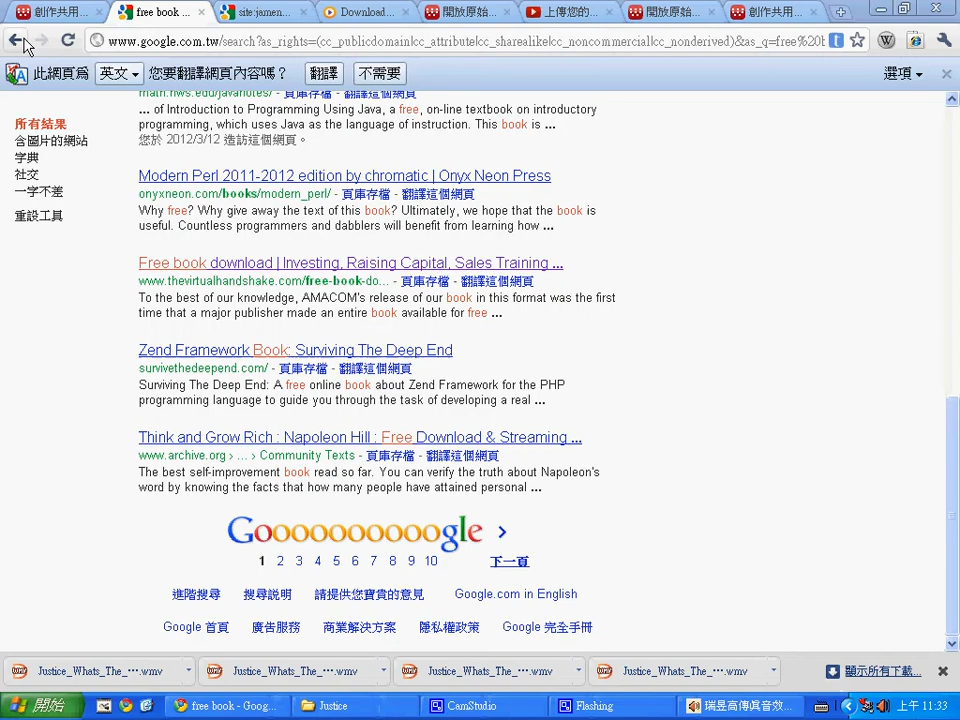 創作共用...
free book ...
site:jamen...
Download...
開放原始...
上傳您的...
開放原始...
創作共用...
www.google.com.tw/search?as_rights=(cc_publicdomain|cc_attribute|cc_sharealike|cc_noncommercial|cc_nonderived)&as_q=free%20b
此網頁為 英文 您要翻譯網頁內容嗎？ 翻譯 不需要 選項
math.hws.edu/javanotes/ - 頁庫存檔 - 翻譯這個網頁
... of Introduction to Programming Using Java, a free, on-line textbook on introductory
programming, which uses Java as the language of instruction. This book is ...
您於 2012/3/12 造訪這個網頁。
所有結果
含圖片的網站
字典
社交
一字不差
重設工具
Modern Perl 2011-2012 edition by chromatic | Onyx Neon Press
onyxneon.com/books/modern_perl/ - 頁庫存檔 - 翻譯這個網頁
Why free? Why give away the text of this book? Ultimately, we hope that the book is
useful. Countless programmers and dabblers will benefit from learning how ...
Free book download | Investing, Raising Capital, Sales Training ...
www.thevirtualhandshake.com/free-book-do... - 頁庫存檔 - 翻譯這個網頁
To the best of our knowledge, AMACOM's release of our book in this format was the first
time that a major publisher made an entire book available for free ...
Zend Framework Book: Surviving The Deep End
survivethedeepend.com/ - 頁庫存檔 - 翻譯這個網頁
Surviving The Deep End: A free online book about Zend Framework for the PHP
programming language to guide you through the task of developing a real ...
Think and Grow Rich : Napoleon Hill : Free Download & Streaming ...
www.archive.org › ... › Community Texts - 頁庫存檔 - 翻譯這個網頁
The best self-improvement book read so far. You can verify the truth about Napoleon's
word by knowing the facts that how many people have attained personal ...
Goooooooooogle >
1 2 3 4 5 6 7 8 9 10 下一頁
進階搜尋 搜尋說明 請提供您寶貴的意見 Google.com in English
Google 首頁 廣告服務 商業解決方案 隱私權政策 Google 完全手冊
Justice_Whats_The_....wmv Justice_Whats_The_....wmv Justice_Whats_The_....wmv Justice_Whats_The_....wmv 顯示所有下載...
開始 free book - Goog... Justice CamStudio Flashing 瑞昱高傳真音效... 上午 11:33